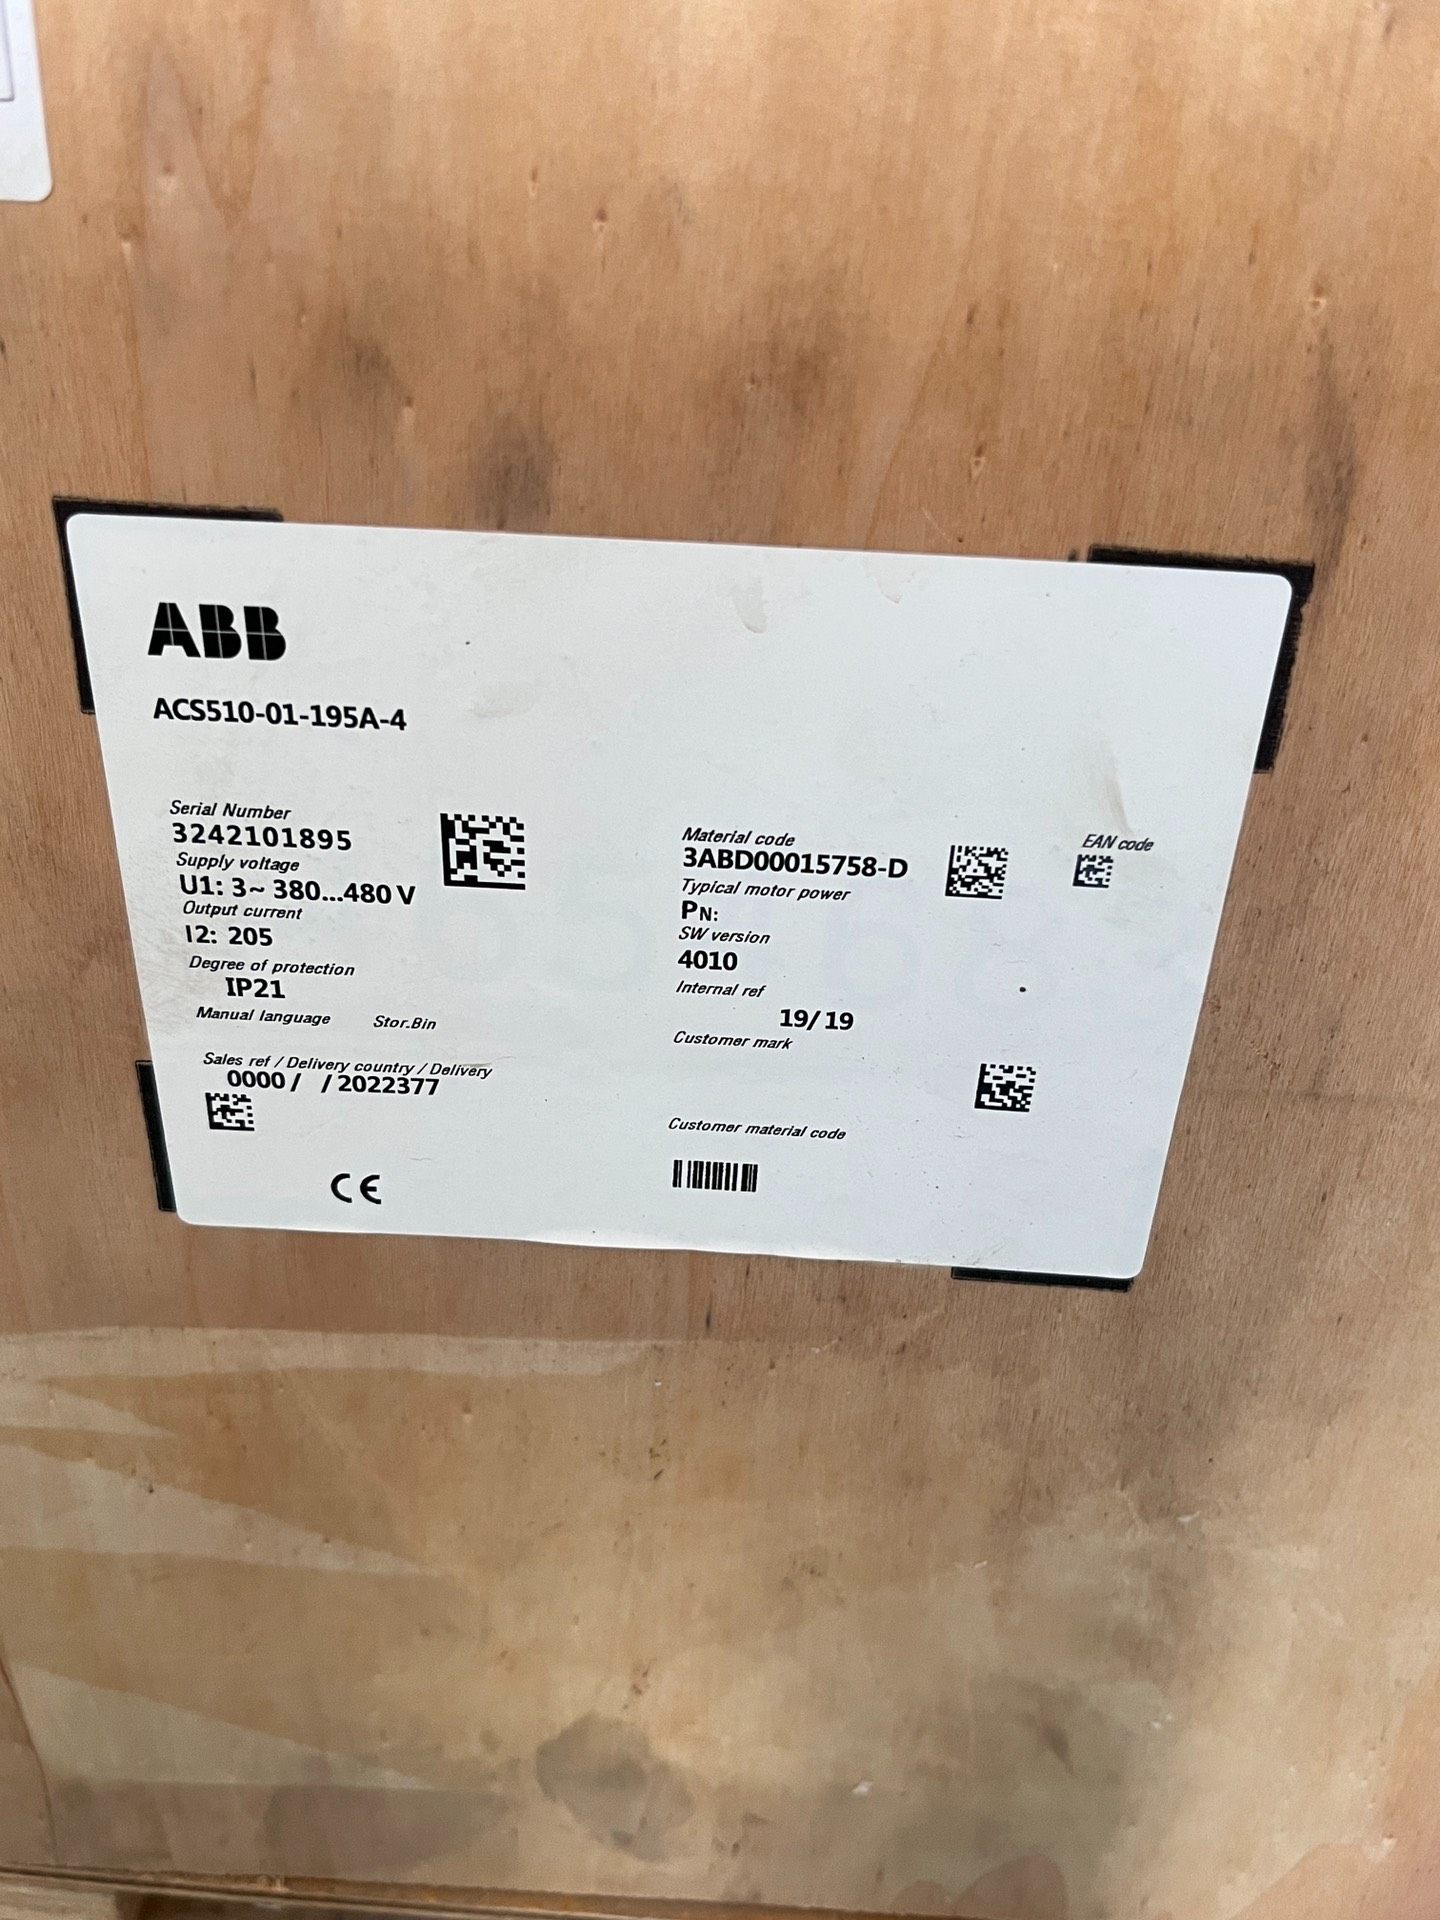 ABB
ACS510-01-195A-4
Serial Number
3242101895
Supply voltage
U1: 3~ 380...480 V
Output current
I2: 205
Degree of protection
IP21
Manual language Stor.Bin
Sales ref / Delivery country / Delivery
0000 / / 2022377
CE
Material code
3ABD00015758-D
Typical motor power
PN:
SW version
4010
Internal ref
19/19
Customer mark
Customer material code
EAN code